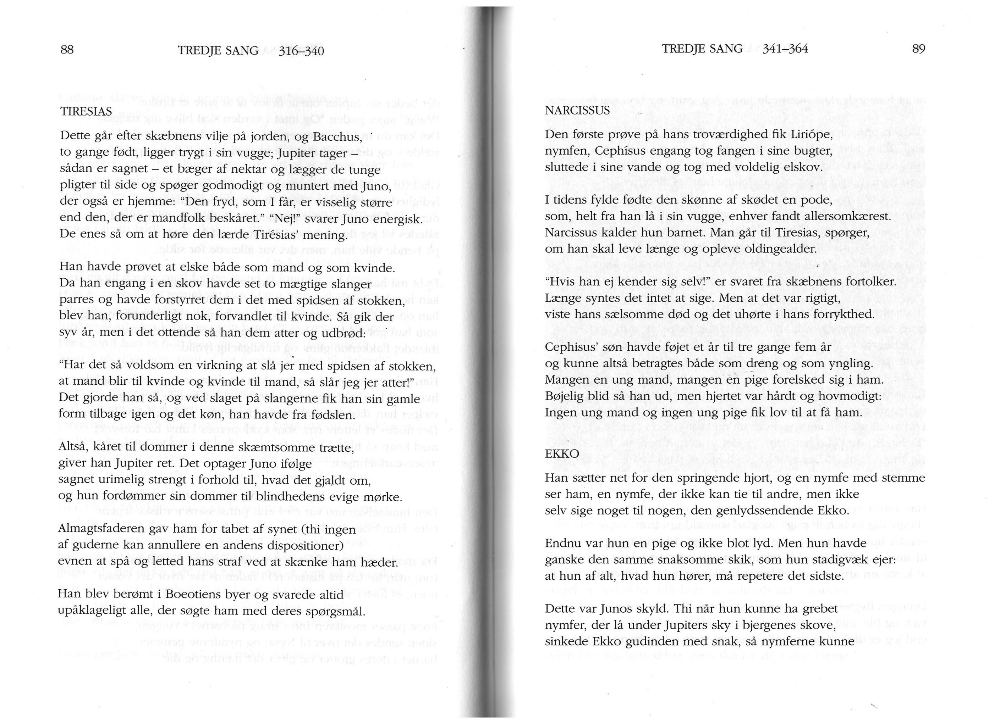 88 TREDJE SANG 316–340
TIRESIAS
Dette går efter skæbnens vilje på jorden, og Bacchus,
to gange født, ligger trygt i sin vugge; Jupiter tager –
sådan er sagnet – et bæger af nektar og lægger de tunge
pligter til side og spøger godmodigt og muntert med Juno,
der også er hjemme: “Den fryd, som I får, er visselig større
end den, der er mandfolk beskåret.” “Nej!” svarer Juno energisk.
De enes så om at høre den lærde Tirésias’ mening.
Han havde prøvet at elske både som mand og som kvinde.
Da han engang i en skov havde set to mægtige slanger
parres og havde forstyrret dem i det med spidsen af stokken,
blev han, forunderligt nok, forvandlet til kvinde. Så gik der
syv år, men i det ottende så han dem atter og udbrød:
“Har det så voldsom en virkning at slå jer med spidsen af stokken,
at mand blir til kvinde og kvinde til mand, så slår jeg jer atter!”
Det gjorde han så, og ved slaget på slangerne fik han sin gamle
form tilbage igen og det køn, han havde fra fødslen.
Altså, kåret til dommer i denne skæmtsomme trætte,
giver han Jupiter ret. Det optager Juno ifølge
sagnet urimelig strengt i forhold til, hvad det gjaldt om,
og hun fordømmer sin dommer til blindhedens evige mørke.
Almagtsfaderen gav ham for tabet af synet (thi ingen
af guderne kan annullere en andens dispositioner)
evnen at spå og letted hans straf ved at skænke ham hæder.
Han blev berømt i Boeotiens byer og svarede altid
upåklageligt alle, der søgte ham med deres spørgsmål.
TREDJE SANG 341–364 89
NARCISSUS
Den første prøve på hans troværdighed fik Liriópe,
nymfen, Cephísus engang tog fangen i sine bugter,
sluttede i sine vande og tog med voldelig elskov.
I tidens fylde fødte den skønne af skødet en pode,
som, helt fra han lå i sin vugge, enhver fandt allersomkærest.
Narcissus kalder hun barnet. Man går til Tiresias, spørger,
om han skal leve længe og opleve oldingealder.
“Hvis han ej kender sig selv!” er svaret fra skæbnens fortolker.
Længe syntes det intet at sige. Men at det var rigtigt,
viste hans sælsomme død og det uhørte i hans forrykthed.
Cephisus’ søn havde føjet et år til tre gange fem år
og kunne altså betragtes både som dreng og som yngling.
Mangen en ung mand, mangen en pige forelsked sig i ham.
Bøjelig blid så han ud, men hjertet var hårdt og hovmodigt:
Ingen ung mand og ingen ung pige fik lov til at få ham.
EKKO
Han sætter net for den springende hjort, og en nymfe med stemme
ser ham, en nymfe, der ikke kan tie til andre, men ikke
selv sige noget til nogen, den genlydssendende Ekko.
Endnu var hun en pige og ikke blot lyd. Men hun havde
ganske den samme snaksomme skik, som hun stadigvæk ejer:
at hun af alt, hvad hun hører, må repetere det sidste.
Dette var Junos skyld. Thi når hun kunne ha grebet
nymfer, der lå under Jupiters sky i bjergenes skove,
sinkede Ekko gudinden med snak, så nymferne kunne